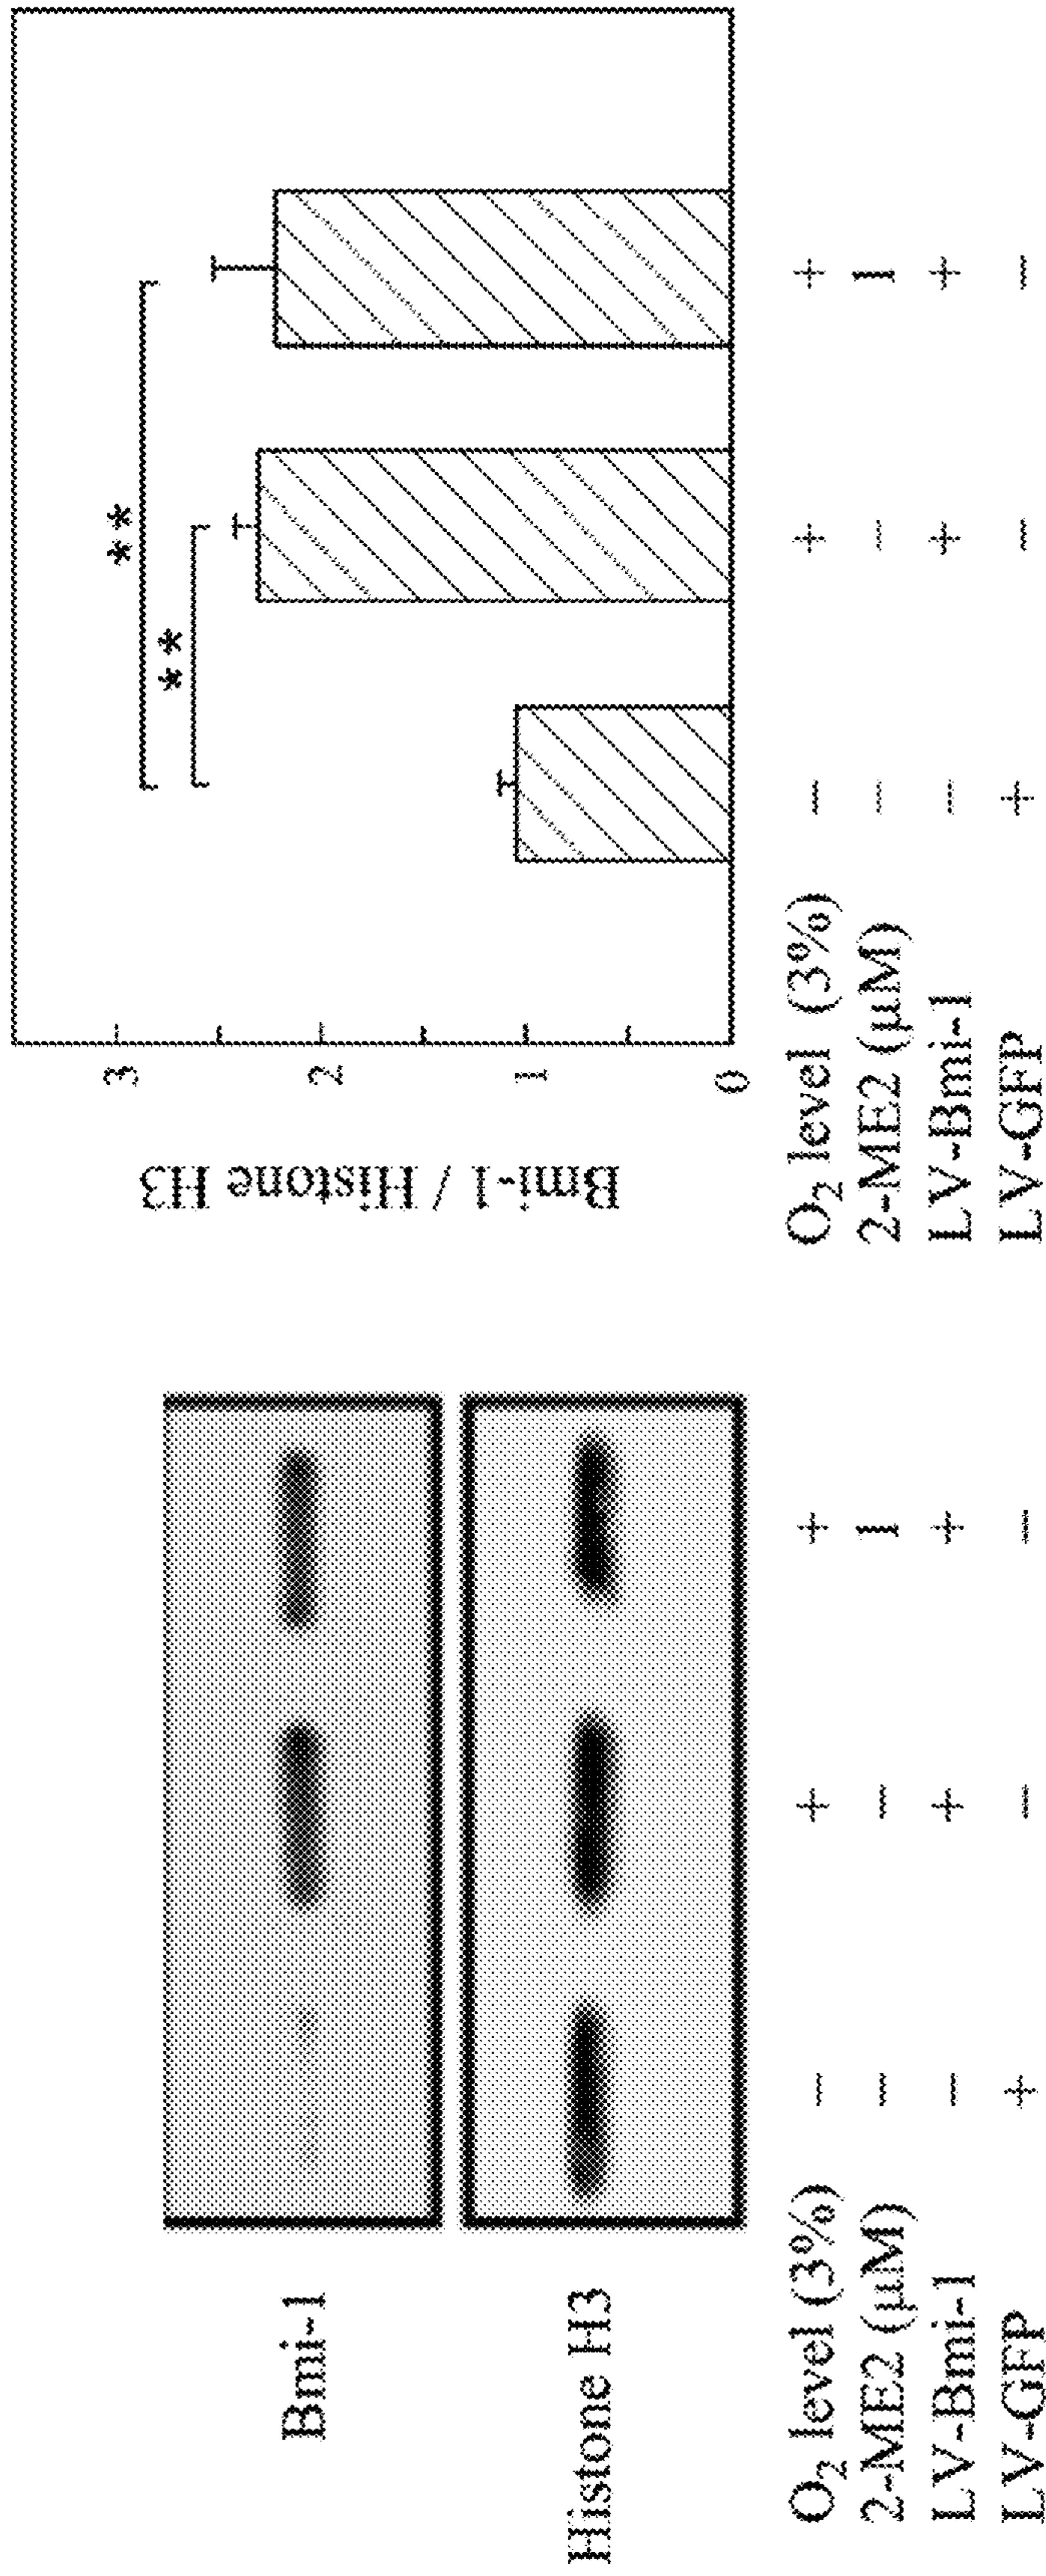 Bmi-1
Histone H3
O₂ level (3%) − + +
2-ME2 (μM) − − 1
LV-Bmi-1 − + +
LV-GFP + − −
Bmi-1 / Histone H3
3
2
1
0
**
**
O₂ level (3%) − + +
2-ME2 (μM) − − 1
LV-Bmi-1 − + +
LV-GFP + − −